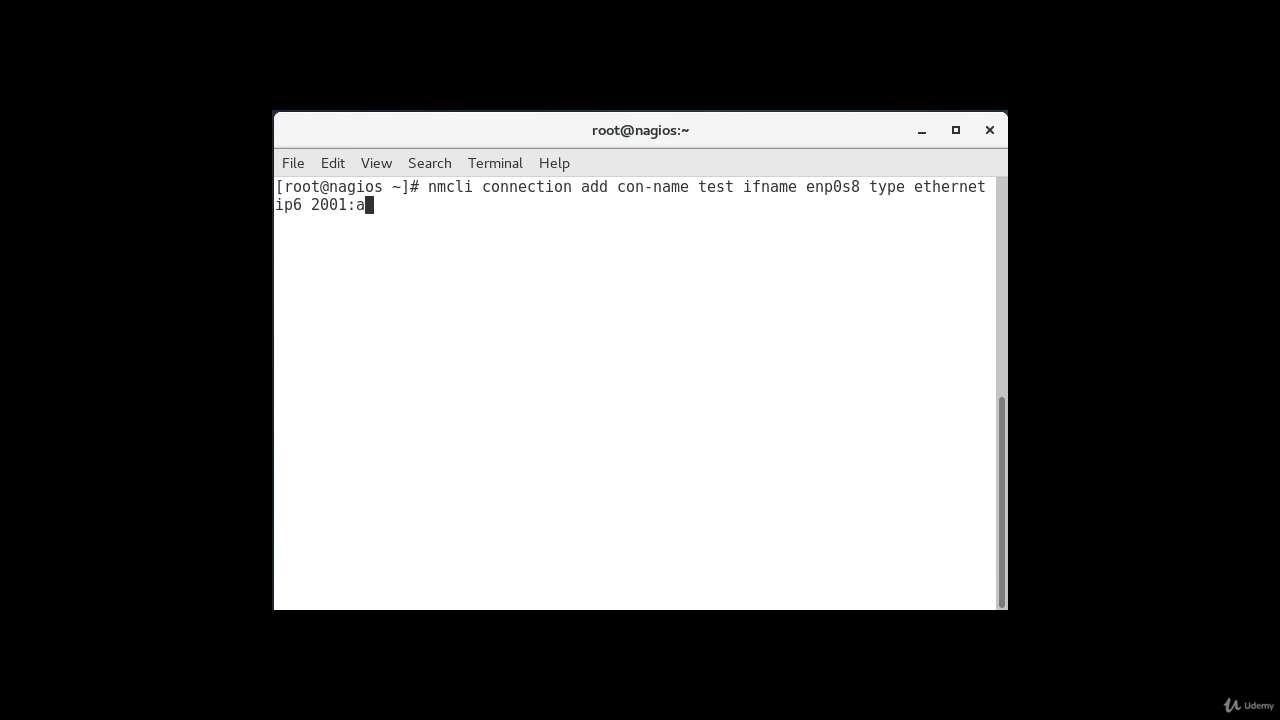 root@nagios:~
File Edit View Search Terminal Help
[root@nagios ~]# nmcli connection add con-name test ifname enp0s8 type ethernet
ip6 2001:a
Udemy